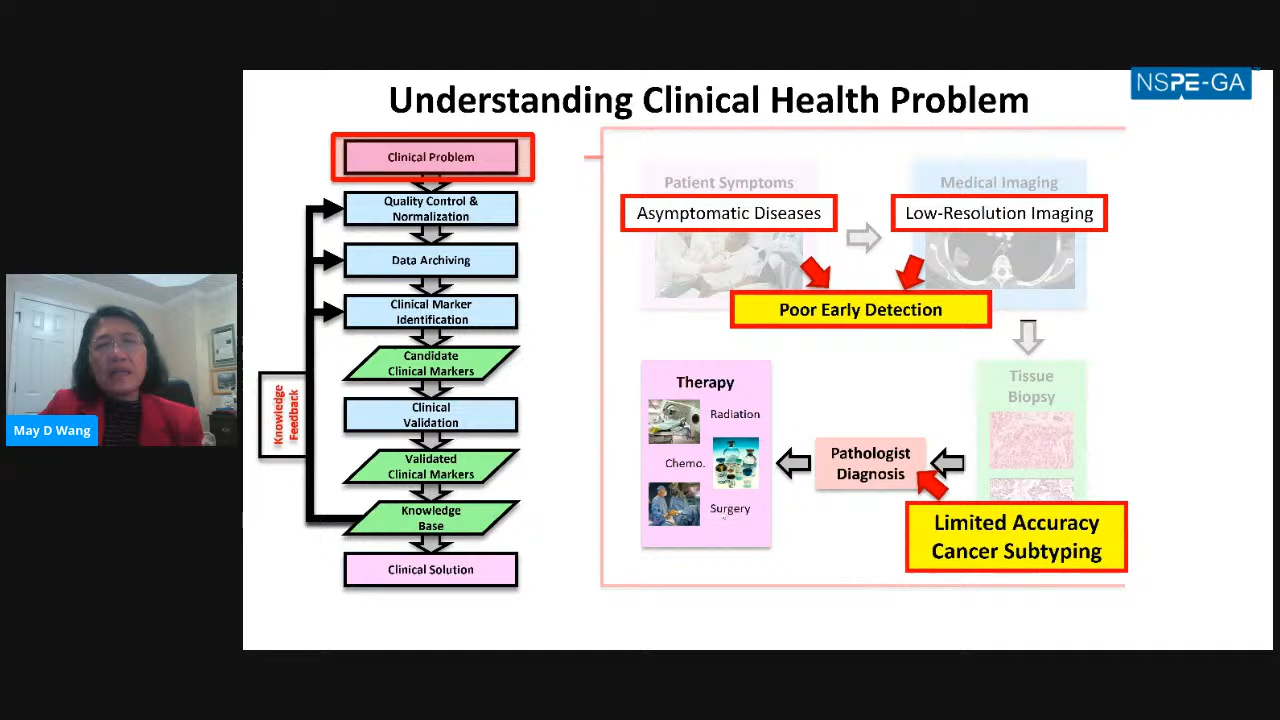 NSPE-GA
Understanding Clinical Health Problem
Clinical Problem
Quality Control &
Normalization
Data Archiving
Clinical Marker
Identification
Candidate
Clinical Markers
Clinical
Validation
Validated
Clinical Markers
Knowledge
Base
Clinical Solution
Knowledge
Feedback
Patient Symptoms
Asymptomatic Diseases
Medical Imaging
Low-Resolution Imaging
Poor Early Detection
Tissue
Biopsy
Therapy
Radiation
Chemo.
Surgery
Pathologist
Diagnosis
Limited Accuracy
Cancer Subtyping
May D Wang